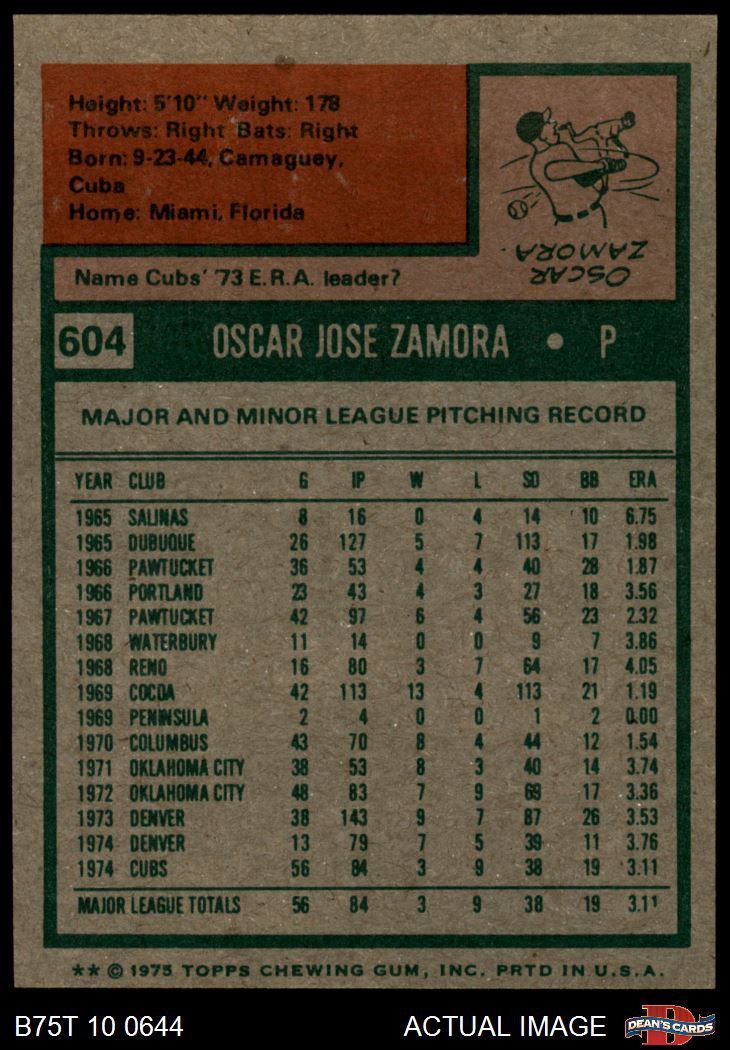 Height: 5'10" Weight: 178
Throws: Right Bats: Right
Born: 9-23-44, Camaguey,
Cuba
Home: Miami, Florida
OSCAR
ZAMORA.
Name Cubs' '73 E.R.A. leader?
604 OSCAR JOSE ZAMORA • P
MAJOR AND MINOR LEAGUE PITCHING RECORD
YEAR CLUB G IP W L SO BB ERA
1965 SALINAS 8 16 0 4 14 10 6.75
1965 DUBUQUE 26 127 5 7 113 17 1.98
1966 PAWTUCKET 36 53 4 4 40 28 1.87
1966 PORTLAND 23 43 4 3 27 18 3.56
1967 PAWTUCKET 42 97 6 4 56 23 2.32
1968 WATERBURY 11 14 0 0 9 7 3.86
1968 RENO 16 80 3 7 64 17 4.05
1969 COCOA 42 113 13 4 113 21 1.19
1969 PENINSULA 2 4 0 0 1 2 0.00
1970 COLUMBUS 43 70 8 4 44 12 1.54
1971 OKLAHOMA CITY 38 53 8 3 40 14 3.74
1972 OKLAHOMA CITY 48 83 7 9 69 17 3.36
1973 DENVER 38 143 9 7 87 26 3.53
1974 DENVER 13 79 7 5 39 11 3.76
1974 CUBS 56 84 3 9 38 19 3.11
MAJOR LEAGUE TOTALS 56 84 3 9 38 19 3.11
** © 1975 TOPPS CHEWING GUM, INC. PRTD IN U.S.A.
B75T 10 0644 ACTUAL IMAGE D DEAN'S CARDS